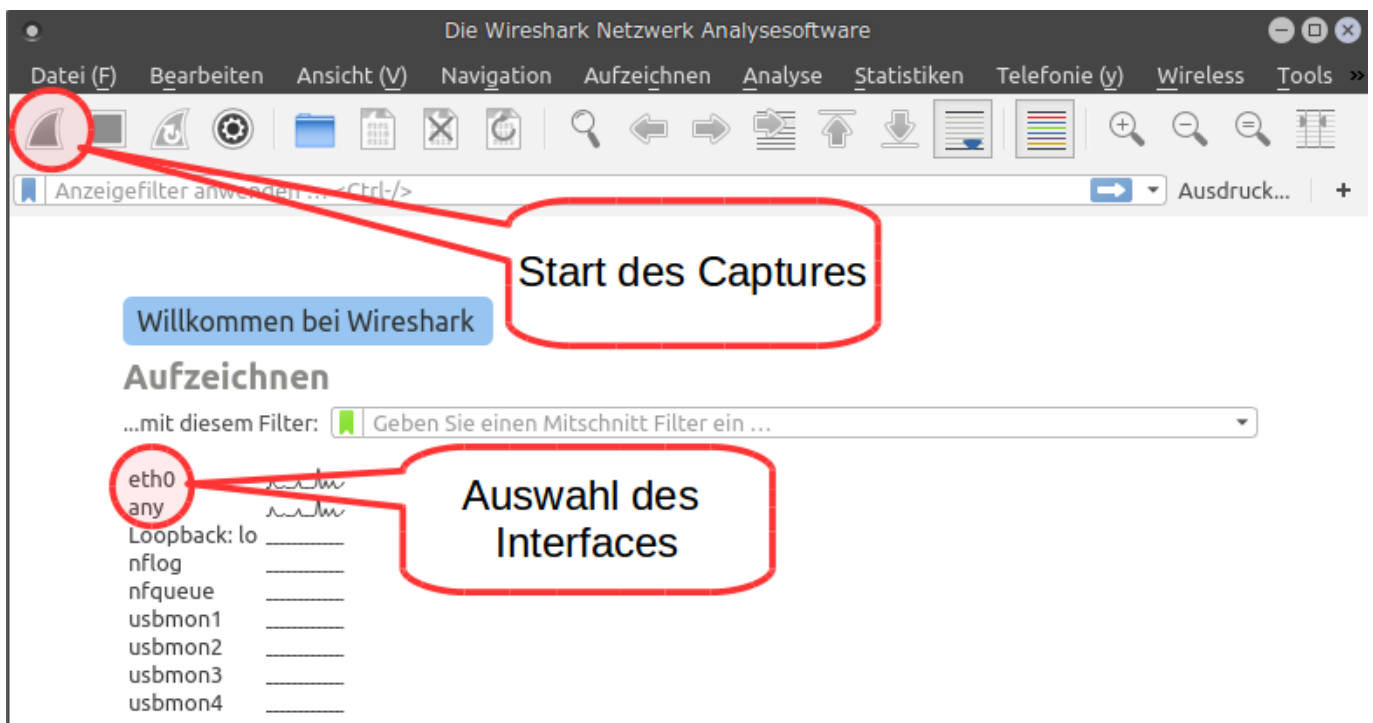 Die Wireshark Netzwerk Analysesoftware
Datei (F) Bearbeiten Ansicht (V) Navigation Aufzeichnen Analyse Statistiken Telefonie (y) Wireless Tools »
Anzeigefilter anwenden ... <Ctrl-/> Ausdruck... +
Start des Captures
Willkommen bei Wireshark
Aufzeichnen
...mit diesem Filter: Geben Sie einen Mitschnitt Filter ein ...
eth0
any
Loopback: lo
nflog
nfqueue
usbmon1
usbmon2
usbmon3
usbmon4
Auswahl des
Interfaces